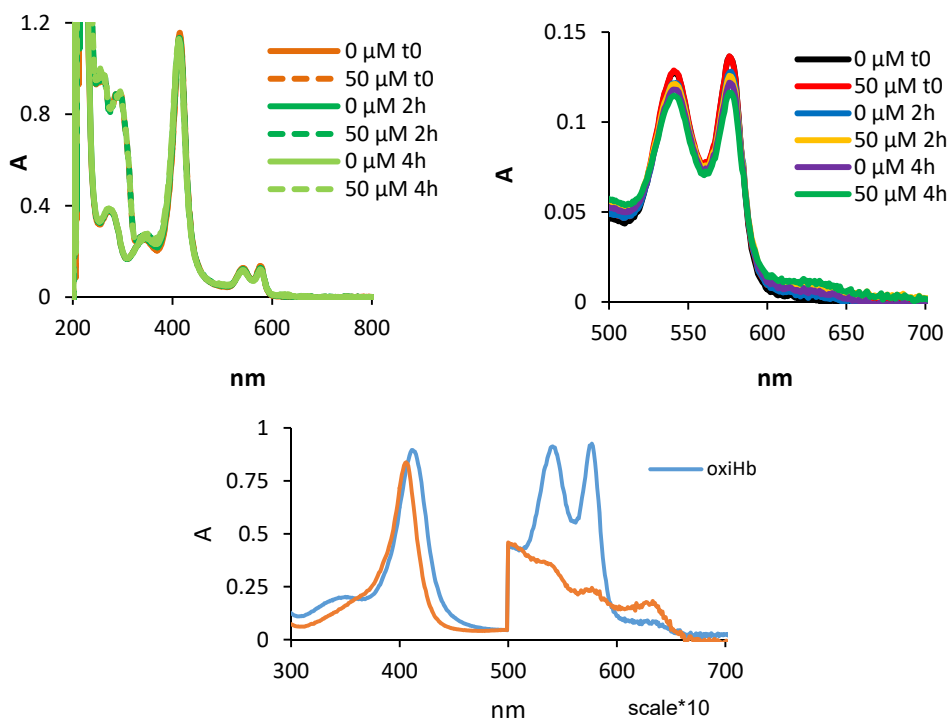 1.2
0.8
0.4
0
A
200
400
600
800
nm
0 µM t0
50 µM t0
0 µM 2h
50 µM 2h
0 µM 4h
50 µM 4h
0.15
0.1
0.05
0
A
500
550
600
650
700
nm
0 µM t0
50 µM t0
0 µM 2h
50 µM 2h
0 µM 4h
50 µM 4h
1
0.75
0.5
0.25
0
A
300
400
500
600
700
nm
scale*10
oxiHb